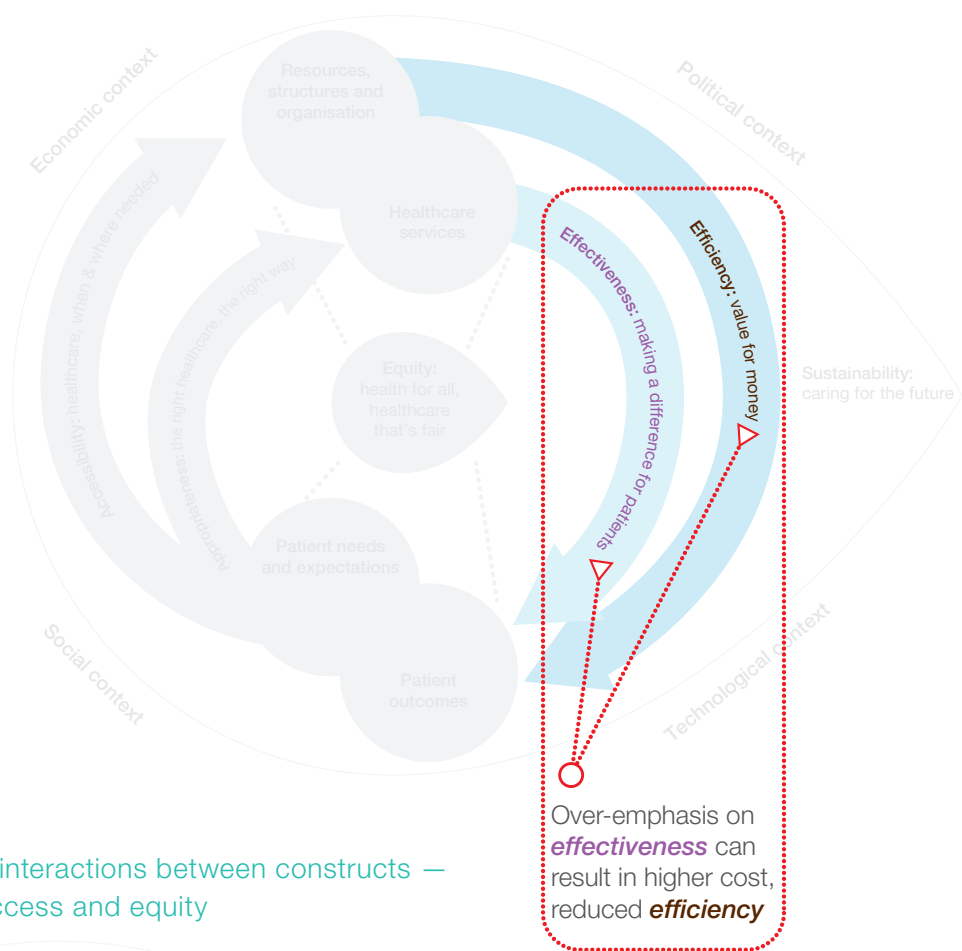 Economic context
Political context
Resources,
structures and
organisation
Healthcare
services
Accessibility: healthcare, when & where needed
Appropriateness: the right healthcare, the right way
Equity:
health for all,
healthcare
that's fair
Effectiveness: making a difference for patients
Efficiency: value for money
Sustainability:
caring for the future
Patient needs
and expectations
Patient
outcomes
Social context
Technological context
Over-emphasis on
effectiveness can
result in higher cost,
reduced efficiency
interactions between constructs —
ccess and equity